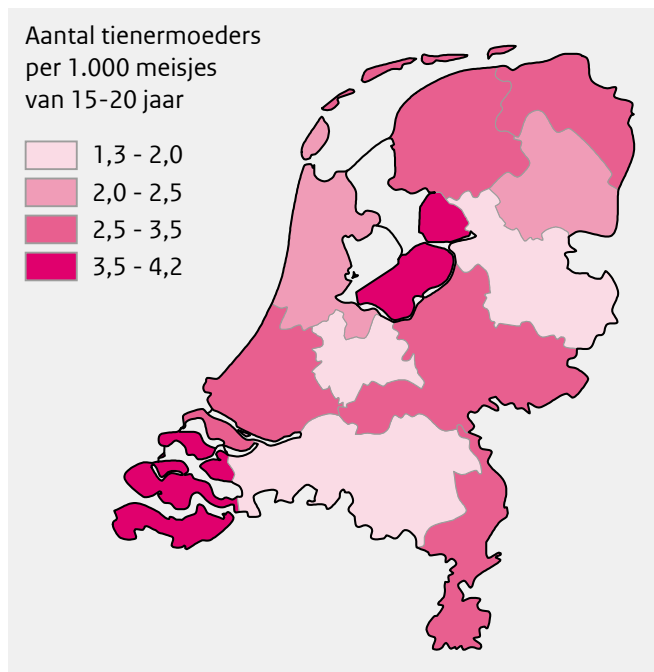 Aantal tienermoeders
per 1.000 meisjes
van 15-20 jaar
1,3 - 2,0
2,0 - 2,5
2,5 - 3,5
3,5 - 4,2